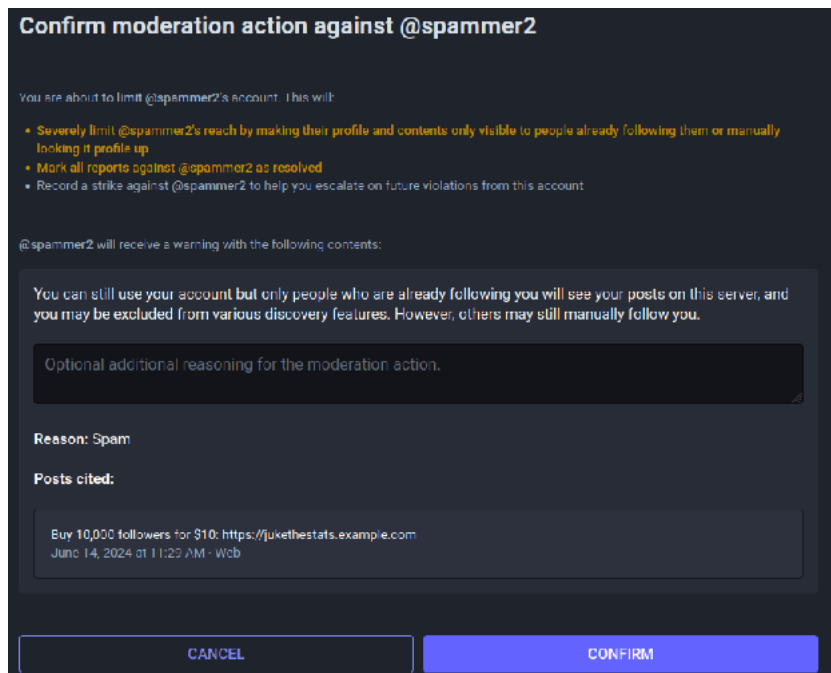 Confirm moderation action against @spammer2
You are about to limit @spammer2's account. This will:
• Severely limit @spammer2's reach by making their profile and contents only visible to people already following them or manually
looking it profile up
• Mark all reports against @spammer2 as resolved
• Record a strike against @spammer2 to help you escalate on future violations from this account
@spammer2 will receive a warning with the following contents:
You can still use your account but only people who are already following you will see your posts on this server, and
you may be excluded from various discovery features. However, others may still manually follow you.
Optional additional reasoning for the moderation action.
Reason: Spam
Posts cited:
Buy 10,000 followers for $10: https://jukethestats.example.com
June 14, 2024 at 11:29 AM · Web
CANCEL
CONFIRM